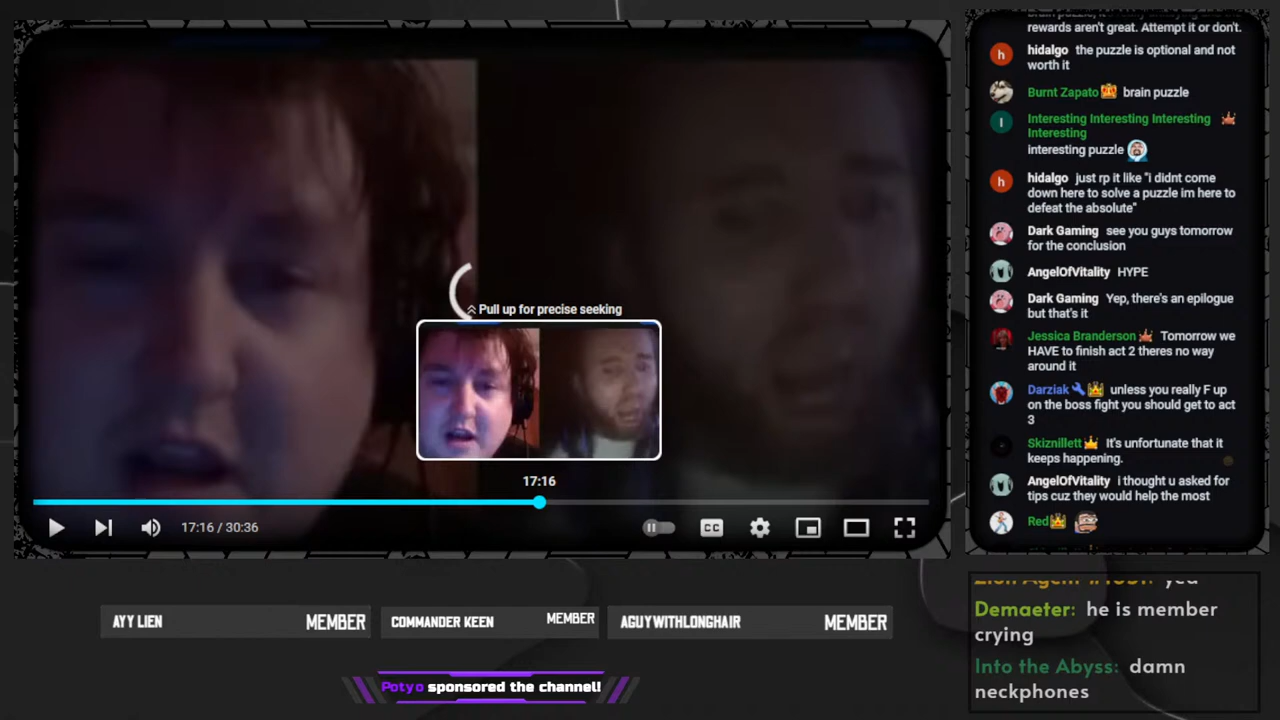 Pull up for precise seeking
17:16
17:16 / 30:36
CC
rewards aren't great. Attempt it or don't.
h
hidalgo the puzzle is optional and not
worth it
Burnt Zapato brain puzzle
I
Interesting Interesting Interesting
Interesting
interesting puzzle
h
hidalgo just rp it like "i didnt come
down here to solve a puzzle im here to
defeat the absolute"
Dark Gaming see you guys tomorrow
for the conclusion
AngelOfVitality HYPE
Dark Gaming Yep, there's an epilogue
but that's it
Jessica Branderson Tomorrow we
HAVE to finish act 2 theres no way
around it
Darziak unless you really F up
on the boss fight you should get to act
3
Skiznillett It's unfortunate that it
keeps happening.
AngelOfVitality i thought u asked for
tips cuz they would help the most
Red
AYY LIEN MEMBER
COMMANDER KEEN MEMBER
AGUYWITHLONGHAIR MEMBER
Potyo sponsored the channel!
Demaeter: he is member
crying
Into the Abyss: damn
neckphones